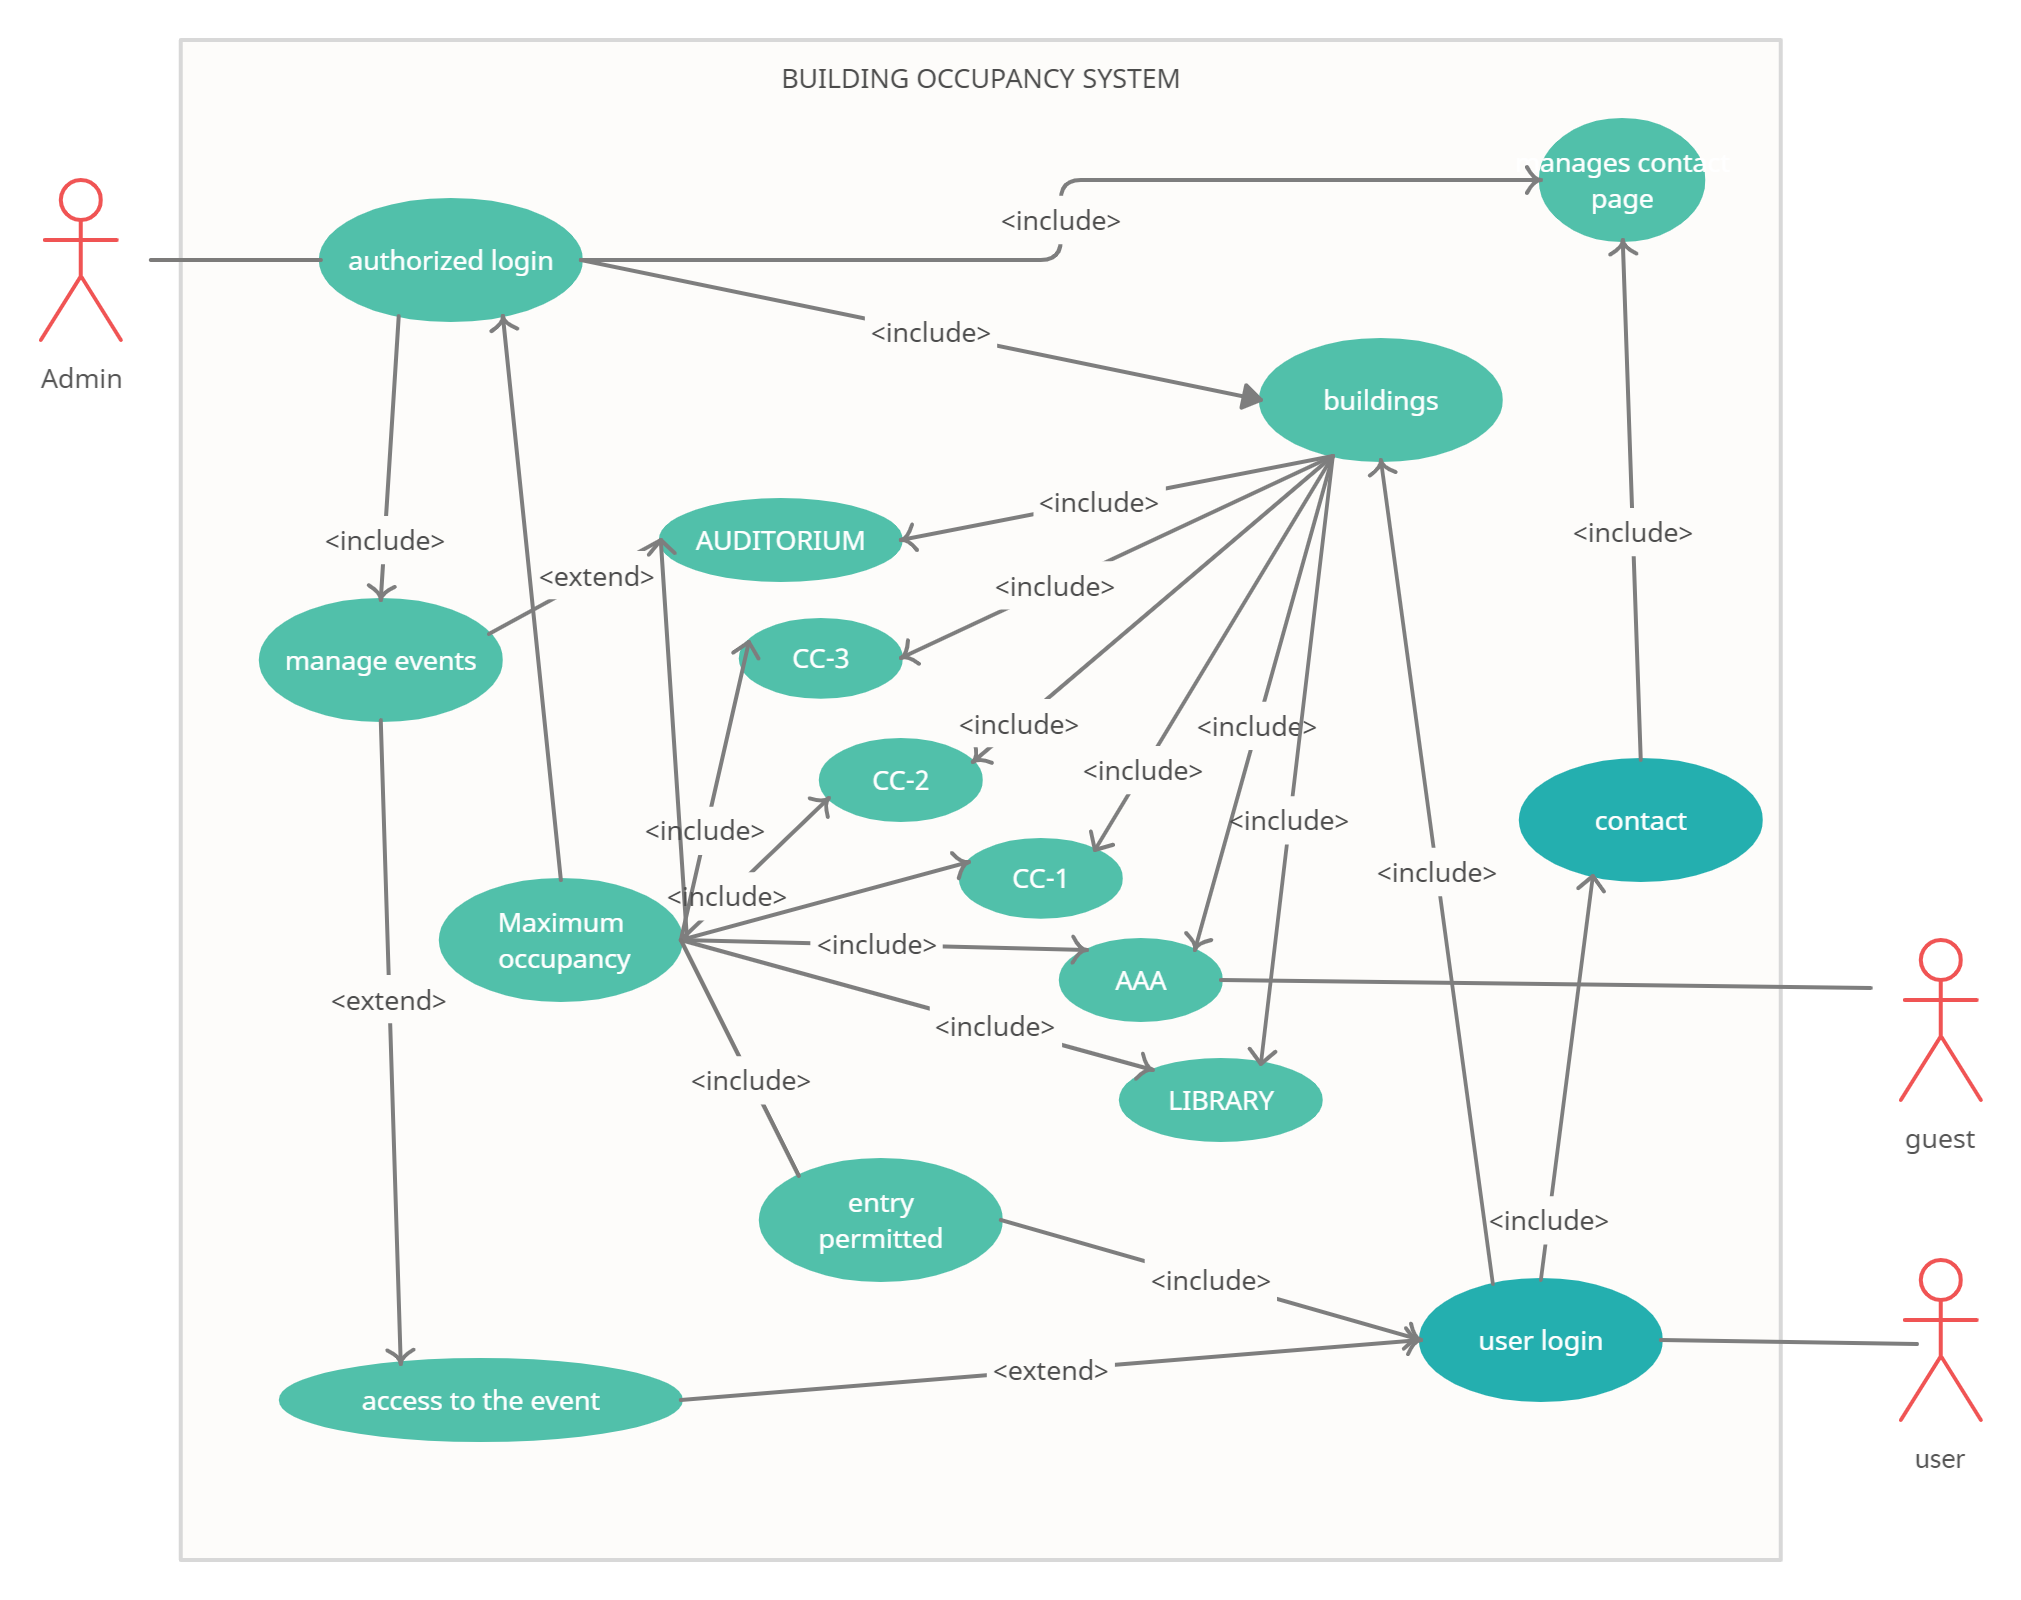 BUILDING OCCUPANCY SYSTEM
anages conta
page
<include>
authorized login
<include>
Admin
buildings
<include>
<include>
<include>
AUDITORIUM
<extend>
<include>
manage events
CC-3
<include>
<include>
<include>
CC-2
<include>
<include>
<include>
contact
<include>
CC-1
<include>
Maximum
occupancy
<include>
AAA
<extend>
<include>
<include>
LIBRARY
guest
entry
permitted
<include>
<include>
user login
<extend>
access to the event
user